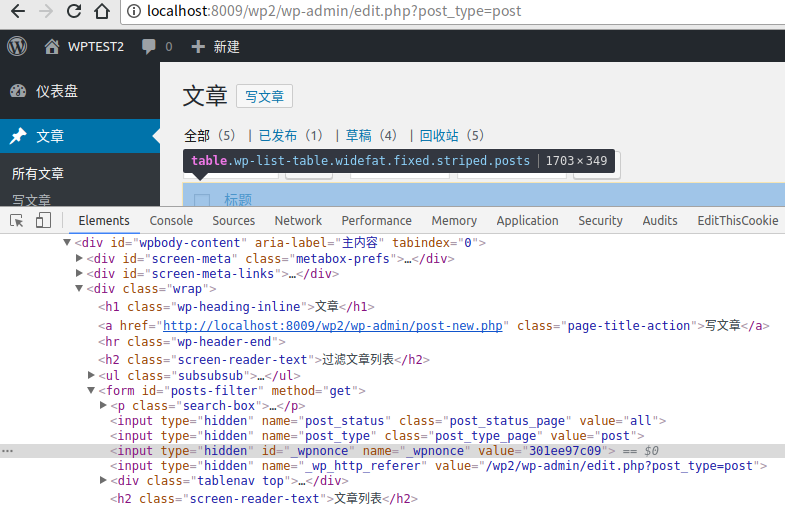 localhost:8009/wp2/wp-admin/edit.php?post_type=post
WPTEST2 0 新建
仪表盘
文章 写文章
文章
全部 (5) | 已发布 (1) | 草稿 (4) | 回收站 (5)
table.wp-list-table.widefat.fixed.striped.posts | 1703×349
所有文章
写文章
标题
Elements Console Sources Network Performance Memory Application Security Audits EditThisCookie
<div id="wpbody-content" aria-label="主内容" tabindex="0">
<div id="screen-meta" class="metabox-prefs">…</div>
<div id="screen-meta-links">…</div>
<div class="wrap">
<h1 class="wp-heading-inline">文章</h1>
<a href="http://localhost:8009/wp2/wp-admin/post-new.php" class="page-title-action">写文章</a>
<hr class="wp-header-end">
<h2 class="screen-reader-text">过滤文章列表</h2>
<ul class="subsubsub">…</ul>
<form id="posts-filter" method="get">
<p class="search-box">…</p>
<input type="hidden" name="post_status" class="post_status_page" value="all">
<input type="hidden" name="post_type" class="post_type_page" value="post">
<input type="hidden" id="_wpnonce" name="_wpnonce" value="301ee97c09"> == $0
<input type="hidden" name="_wp_http_referer" value="/wp2/wp-admin/edit.php?post_type=post">
<div class="tablenav top">…</div>
<h2 class="screen-reader-text">文章列表</h2>